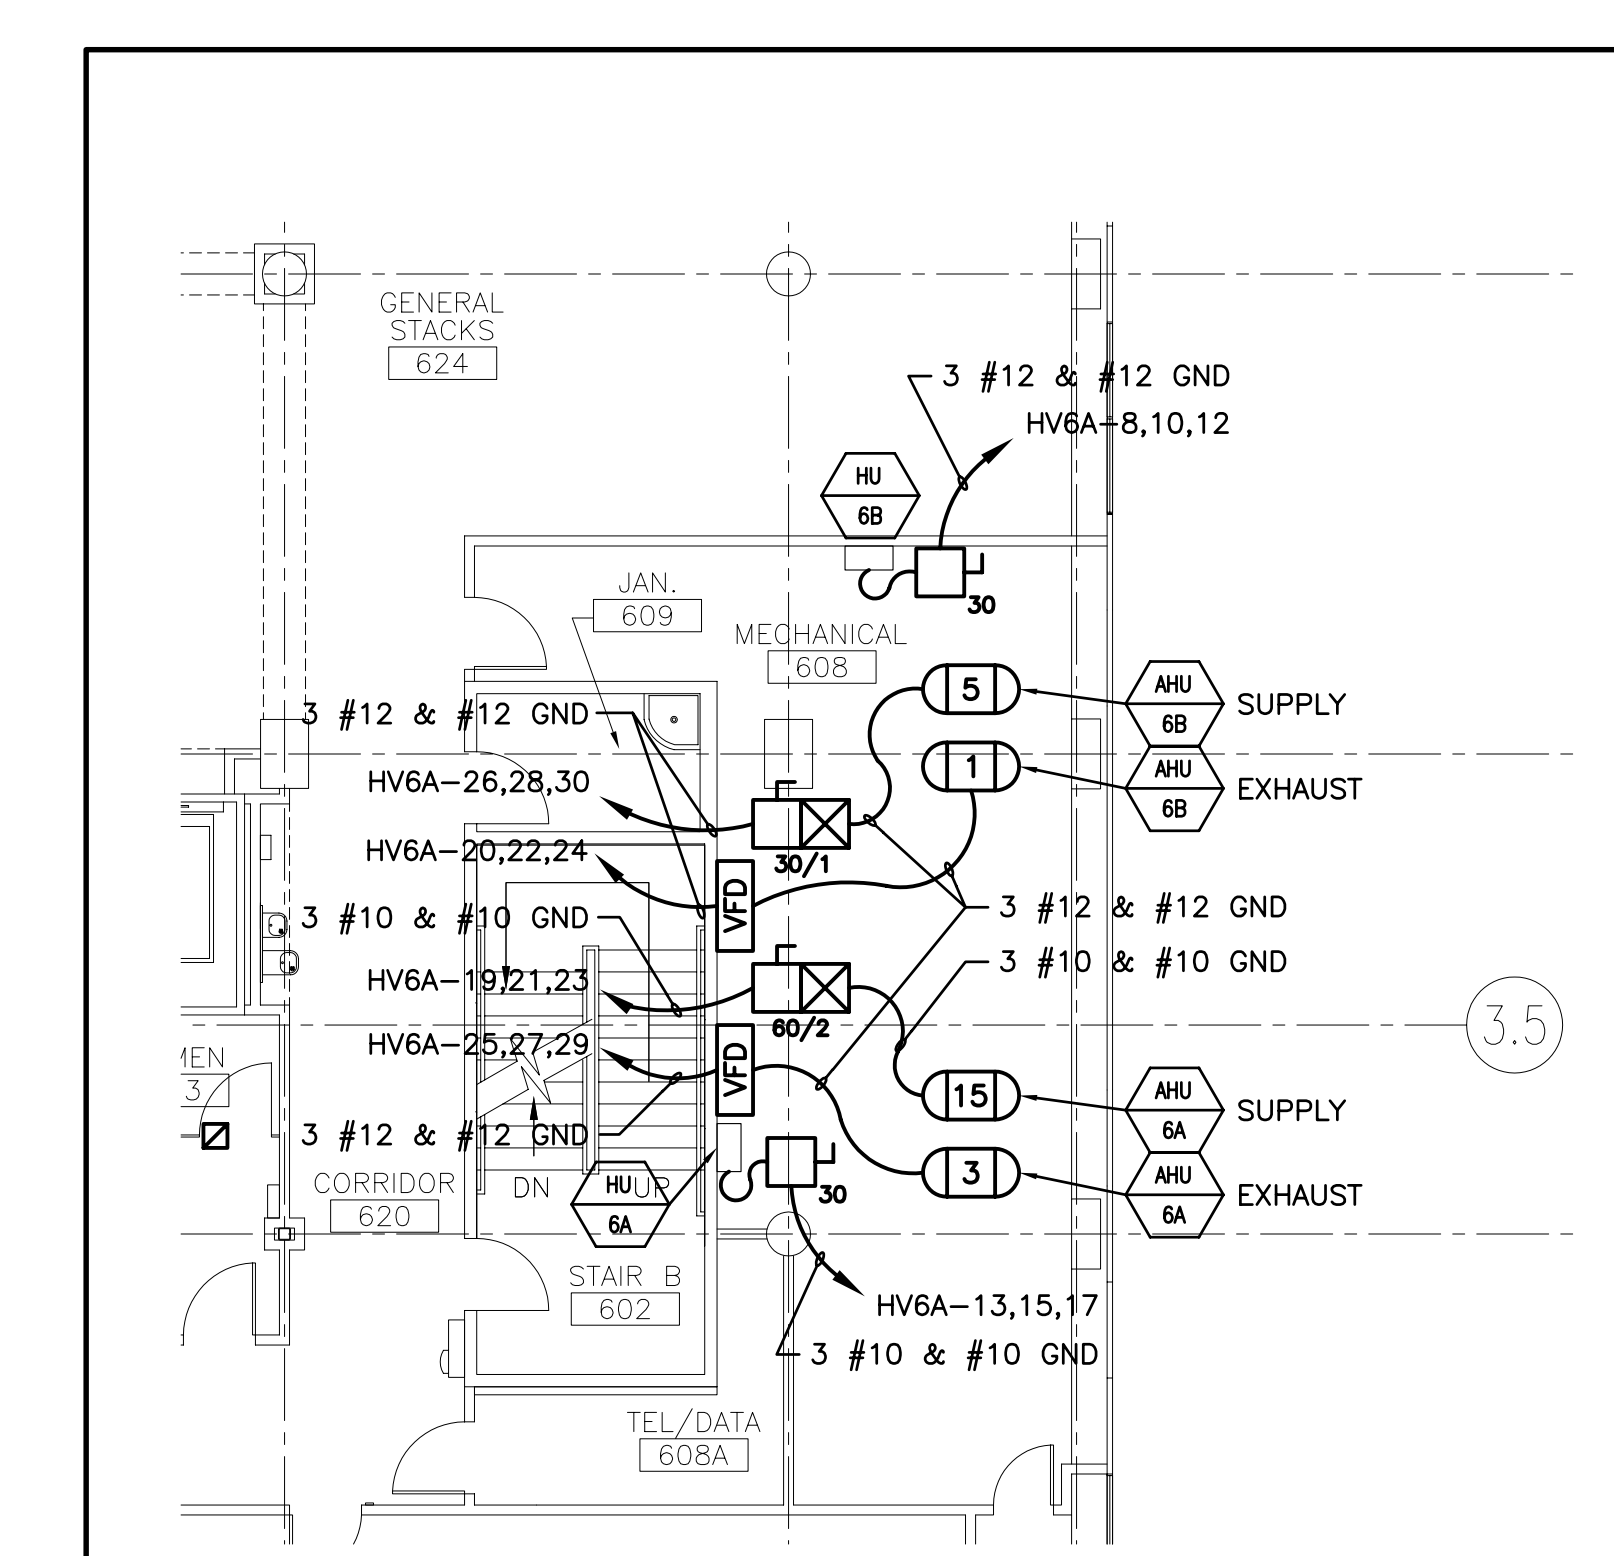 GENERAL
STACKS
624
3 #12 & #12 GND
HV6A-8,10,12
HU
6B
30
JAN.
609
MECHANICAL
608
5
AHU
6B
SUPPLY
3 #12 & #12 GND
1
AHU
6B
EXHAUST
HV6A-26,28,30
30/1
HV6A-20,22,24
VFD
3 #12 & #12 GND
3 #10 & #10 GND
3 #10 & #10 GND
HV6A-19,21,23
60/2
3.5
HV6A-25,27,29
VFD
MEN
3
15
AHU
6A
SUPPLY
3 #12 & #12 GND
3
AHU
6A
EXHAUST
CORRIDOR
620
DN
UP
HU
6A
30
STAIR B
602
HV6A-13,15,17
3 #10 & #10 GND
TEL/DATA
608A